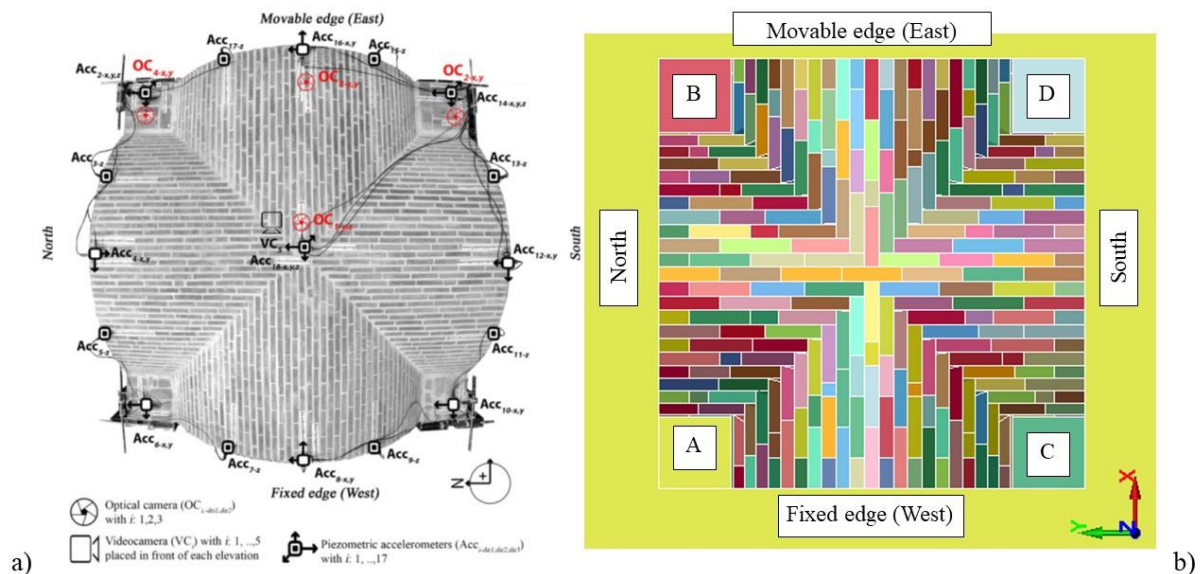 a)
Movable edge (East)
Acc17-z
Acc16-x,y
Acc15-z
Acc2-x,y,z
OC4-x,y
OC2-x,y
Acc14-x,y,z
Acc3-z
Acc13-z
North
South
VC5
Acc18-x,y,z
Acc4-x,y
Acc12-x,y
Acc5-z
Acc11-z
Acc6-x,y
Acc10-x,y
Acc7-z
Acc8-x,y
Acc9-z
Fixed edge (West)
N
Optical camera (OCi,-dir1,dir2)
with i: 1,2,3
Videocamera (VCi) with i: 1, ..,5
placed in front of each elevation
Piezometric accelerometers (Acci-dir1,dir2,dir3)
with i: 1, ..,17
Movable edge (East)
B
D
North
South
A
C
Fixed edge (West)
X
Y
Z
b)